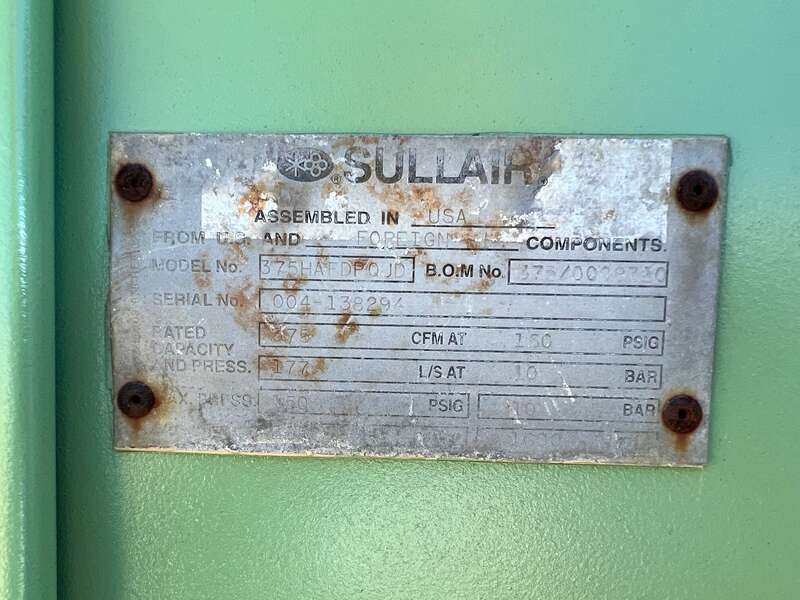 SULLAIR
ASSEMBLED IN USA
FROM U.S. AND FOREIGN COMPONENTS.
MODEL No. 375HAFDPQJD B.O.M No.
SERIAL No. 004-138294
RATED CAPACITY AND PRESS. 375 CFM AT 150 PSIG
177 L/S AT 10 BAR
PSIG 10 BAR